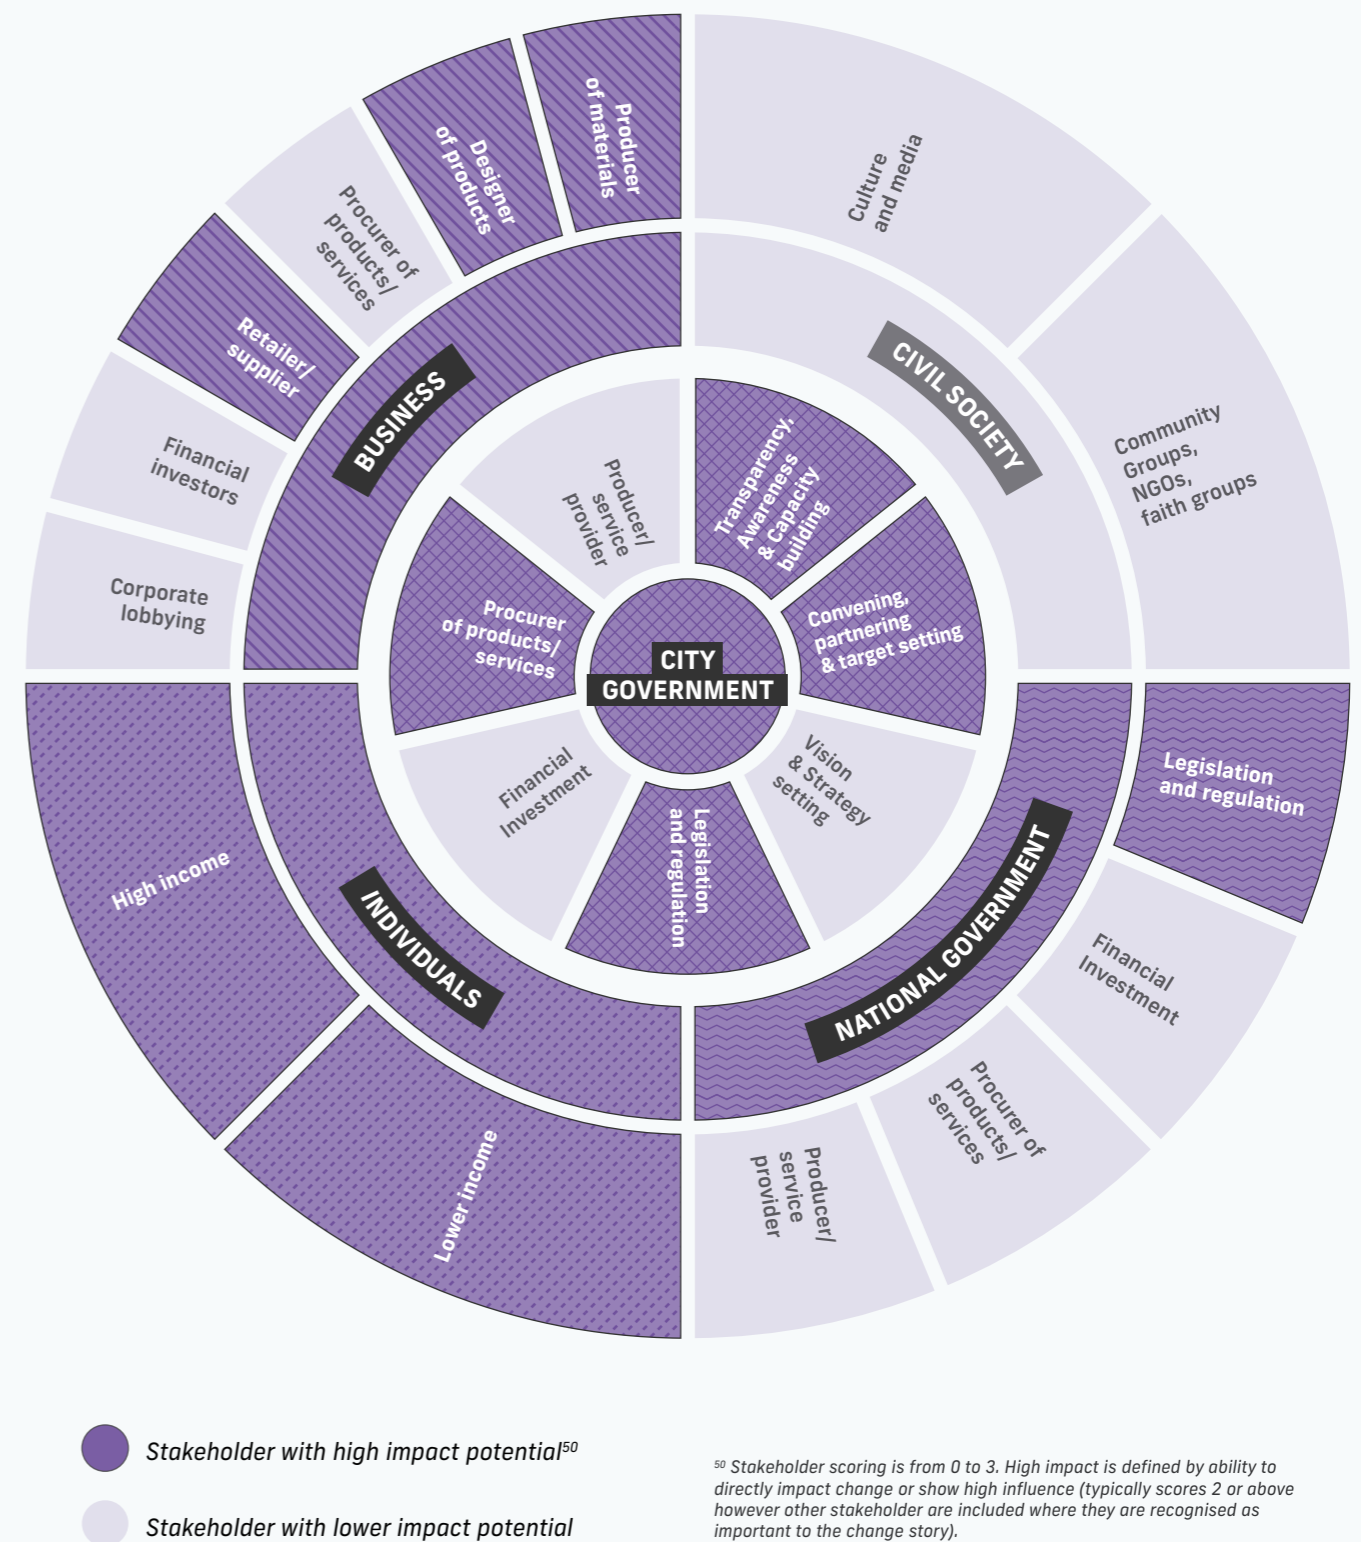 Producer
of materials
Designer
of products
Procurer of
products/
services
Retailer/
supplier
Financial
investors
Corporate
lobbying
BUSINESS
Culture
and media
Community
Groups,
NGOs,
faith groups
CIVIL SOCIETY
Producer/
service
provider
Transparency,
Awareness
& Capacity
building
Procurer
of products/
services
Convening,
partnering
& target setting
CITY
GOVERNMENT
Financial
Investment
Legislation
and regulation
Vision
& Strategy
setting
High income
Lower income
INDIVIDUALS
NATIONAL GOVERNMENT
Legislation
and regulation
Financial
Investment
Procurer of
products/
services
Producer/
service
provider
Stakeholder with high impact potential⁵⁰
Stakeholder with lower impact potential
⁵⁰ Stakeholder scoring is from 0 to 3. High impact is defined by ability to
directly impact change or show high influence (typically scores 2 or above
however other stakeholder are included where they are recognised as
important to the change story).